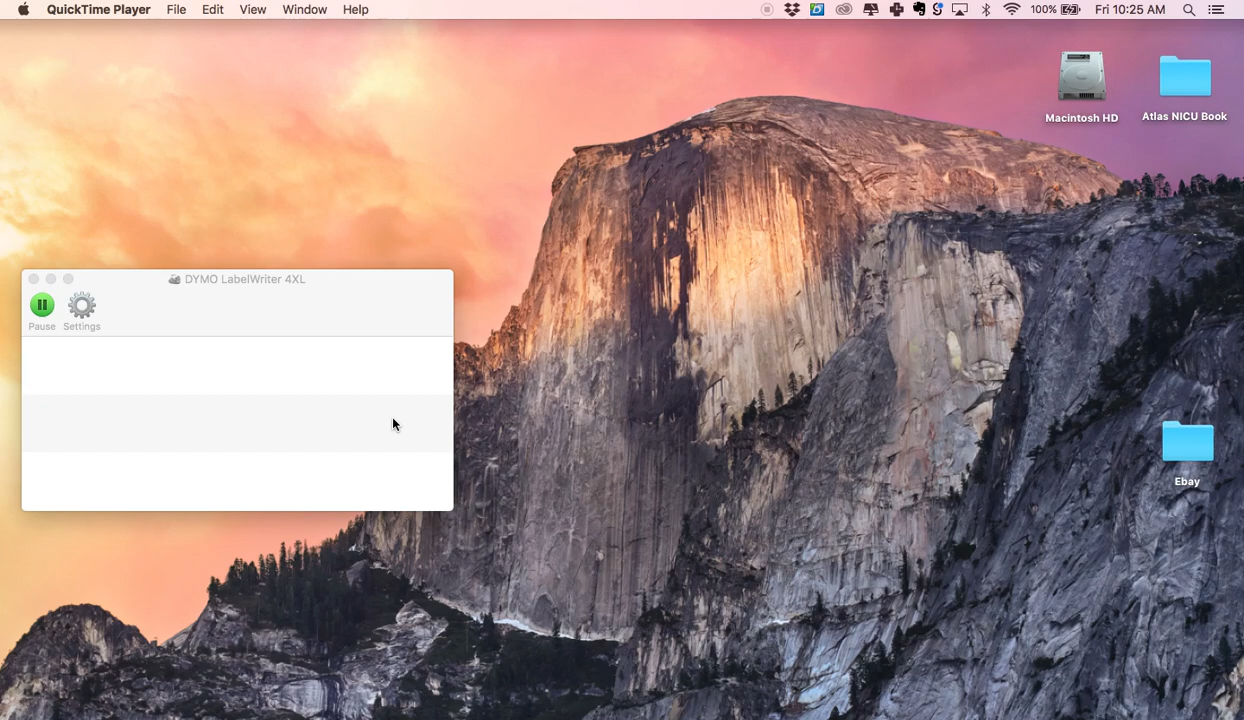 QuickTime Player File Edit View Window Help 100% Fri 10:25 AM
Macintosh HD
Atlas NICU Book
DYMO LabelWriter 4XL
Pause Settings
Ebay